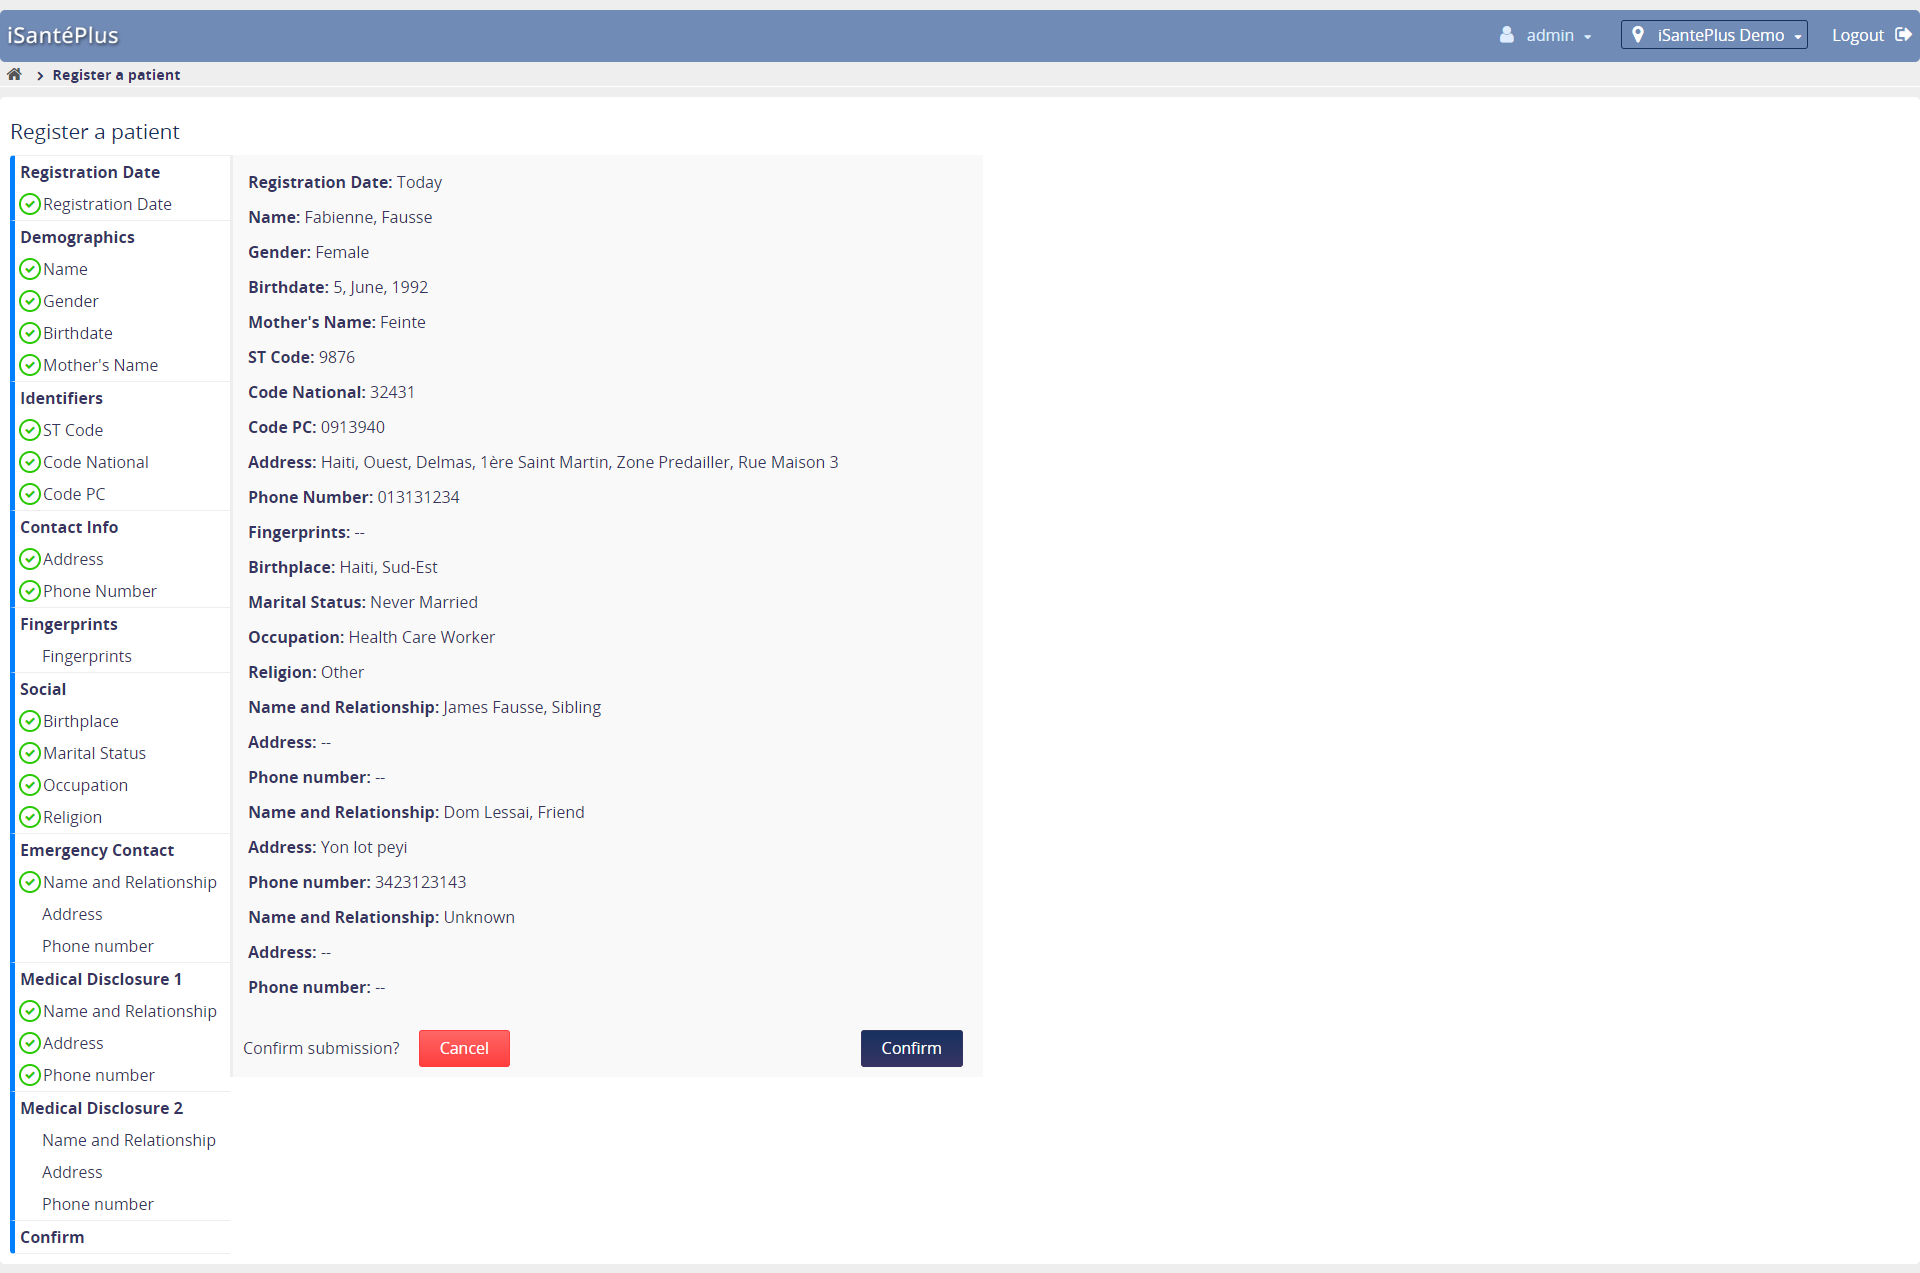 iSantéPlus
admin
iSantePlus Demo
Logout
Register a patient
Register a patient
Registration Date
Registration Date
Demographics
Name
Gender
Birthdate
Mother's Name
Identifiers
ST Code
Code National
Code PC
Contact Info
Address
Phone Number
Fingerprints
Fingerprints
Social
Birthplace
Marital Status
Occupation
Religion
Emergency Contact
Name and Relationship
Address
Phone number
Medical Disclosure 1
Name and Relationship
Address
Phone number
Medical Disclosure 2
Name and Relationship
Address
Phone number
Confirm
Registration Date: Today
Name: Fabienne, Fausse
Gender: Female
Birthdate: 5, June, 1992
Mother's Name: Feinte
ST Code: 9876
Code National: 32431
Code PC: 0913940
Address: Haiti, Ouest, Delmas, 1ère Saint Martin, Zone Predailler, Rue Maison 3
Phone Number: 013131234
Fingerprints: --
Birthplace: Haiti, Sud-Est
Marital Status: Never Married
Occupation: Health Care Worker
Religion: Other
Name and Relationship: James Fausse, Sibling
Address: --
Phone number: --
Name and Relationship: Dom Lessai, Friend
Address: Yon lot peyi
Phone number: 3423123143
Name and Relationship: Unknown
Address: --
Phone number: --
Confirm submission?
Cancel
Confirm